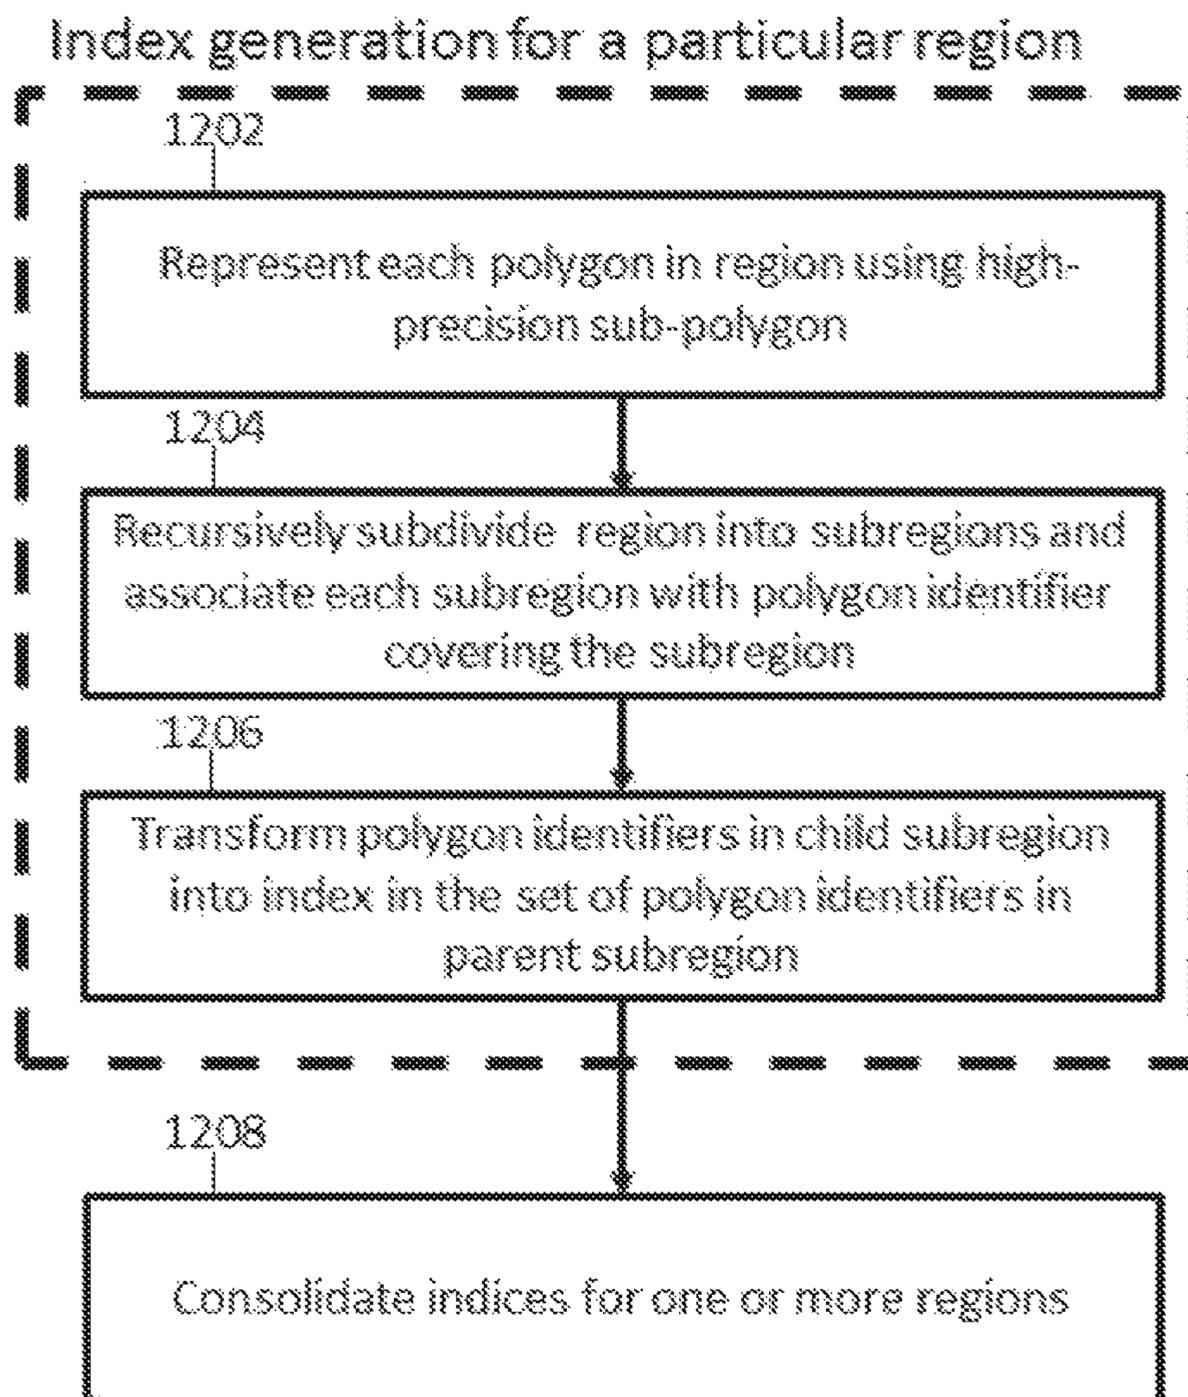 Index generation for a particular region
1202
Represent each polygon in region using high-
precision sub-polygon
1204
Recursively subdivide region into subregions and
associate each subregion with polygon identifier
covering the subregion
1206
Transform polygon identifiers in child subregion
into index in the set of polygon identifiers in
parent subregion
1208
Consolidate indices for one or more regions